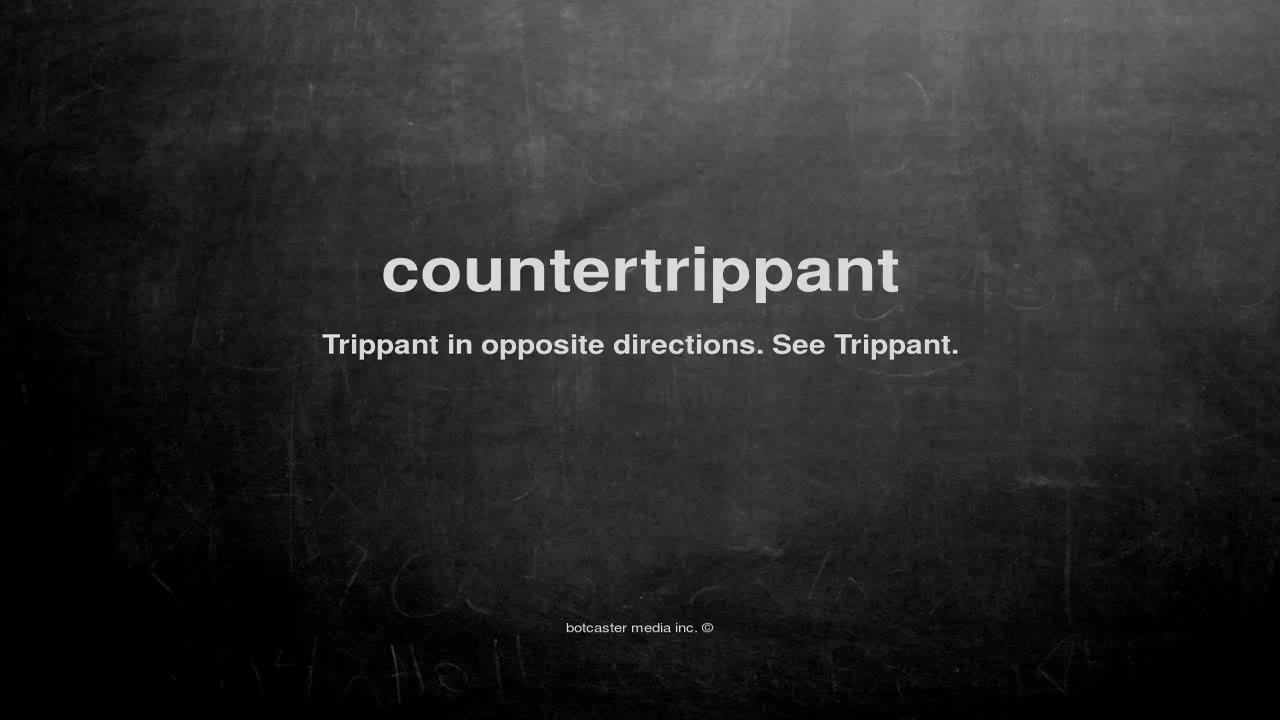 countertrippant
Trippant in opposite directions. See Trippant.
botcaster media inc. ©